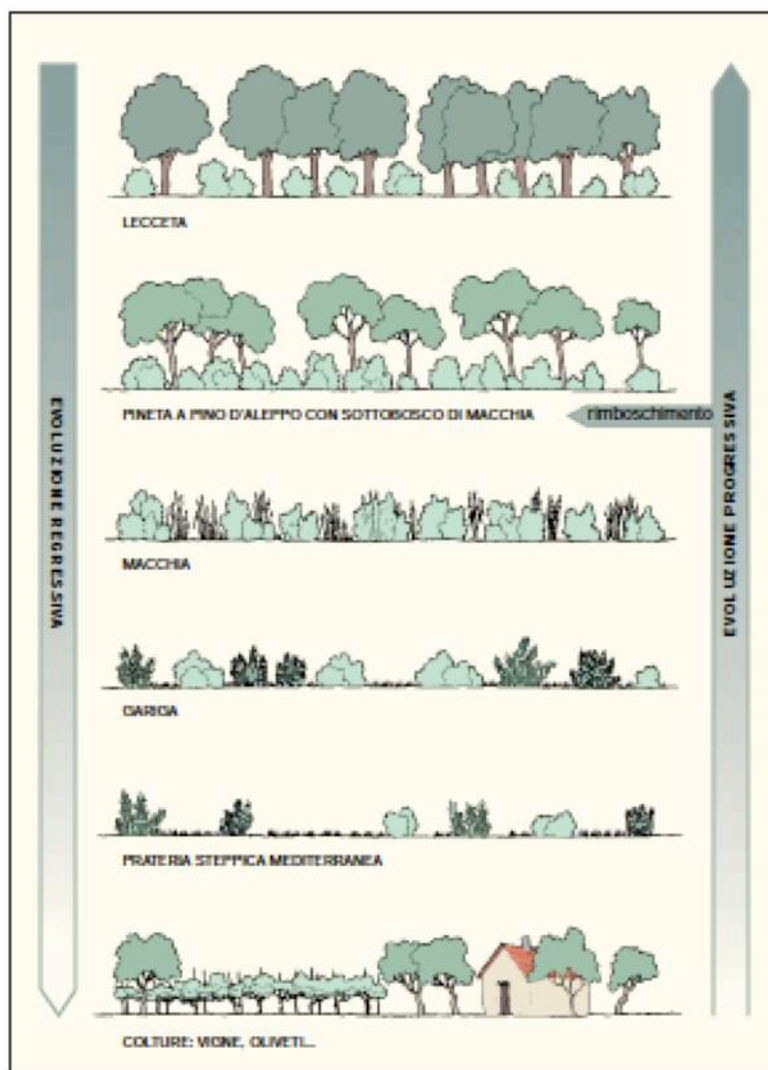 LECCETA
PINETA A PINO D'ALEPPO CON SOTTOBOSCO DI MACCHIA
rimboschimento
MACCHIA
GARIGA
PRATERIA STEPPICA MEDITERRANEA
COLTURE: VIGNE, OLIVETI...
EVOLUZIONE REGRESSIVA
EVOLUZIONE PROGRESSIVA